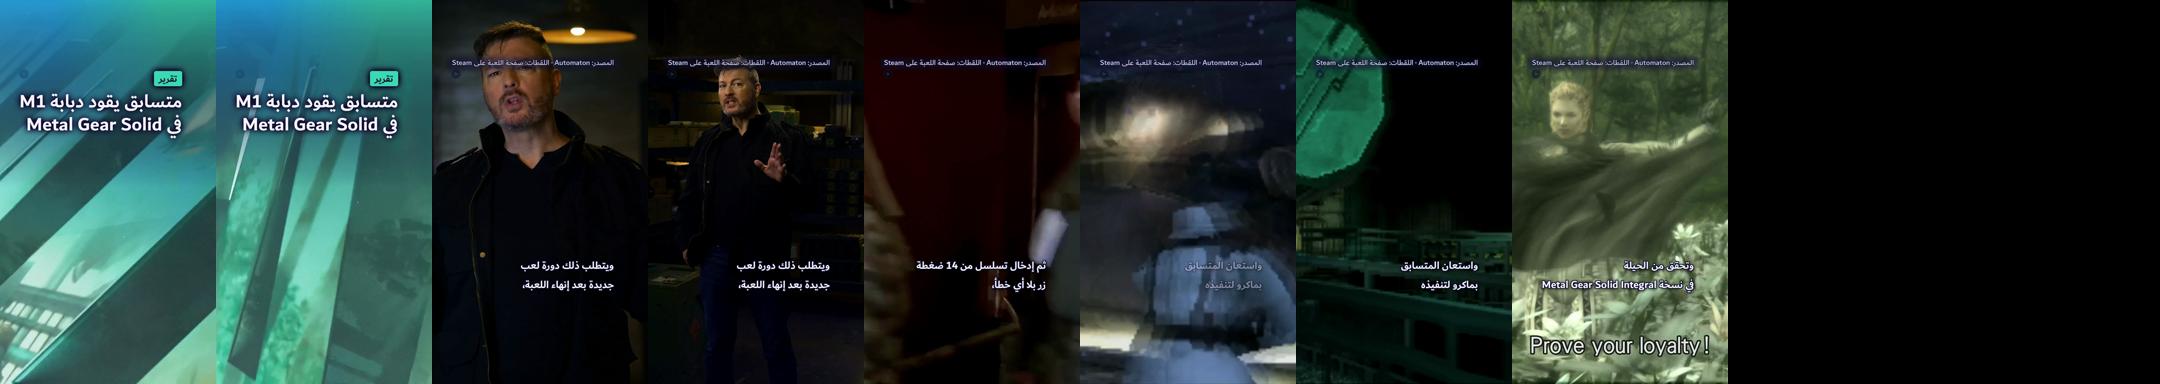 تقرير
متسابق يقود دبابة M1
في Metal Gear Solid
تقرير
متسابق يقود دبابة M1
في Metal Gear Solid
المصدر: Automaton - اللقطات: صفحة اللعبة على Steam
ويتطلب ذلك دورة لعب
جديدة بعد إنهاء اللعبة،
المصدر: Automaton - اللقطات: صفحة اللعبة على Steam
ويتطلب ذلك دورة لعب
جديدة بعد إنهاء اللعبة،
المصدر: Automaton - اللقطات: صفحة اللعبة على Steam
ثم إدخال تسلسل من 14 ضغطة
زر بلا أي خطأ،
المصدر: Automaton - اللقطات: صفحة اللعبة على Steam
واستعان المتسابق
بماكرو لتنفيذه
المصدر: Automaton - اللقطات: صفحة اللعبة على Steam
واستعان المتسابق
بماكرو لتنفيذه
المصدر: Automaton - اللقطات: صفحة اللعبة على Steam
وتحقق من الحيلة
في نسخة Metal Gear Solid Integral
Prove your loyalty!